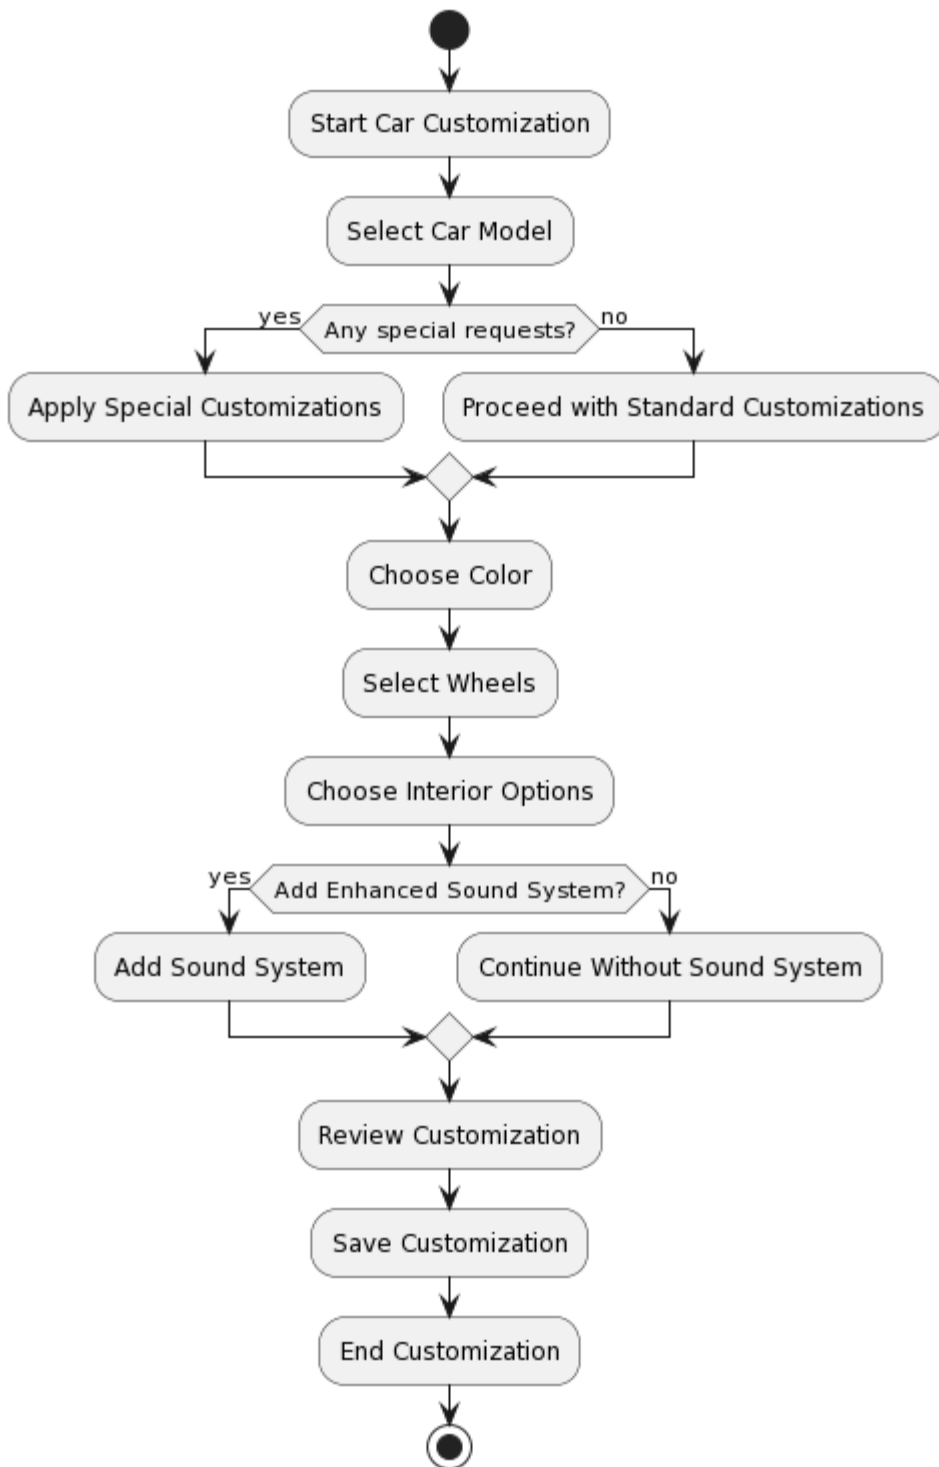 Start Car Customization
Select Car Model
yes
Any special requests?
no
Apply Special Customizations
Proceed with Standard Customizations
Choose Color
Select Wheels
Choose Interior Options
yes
Add Enhanced Sound System?
no
Add Sound System
Continue Without Sound System
Review Customization
Save Customization
End Customization